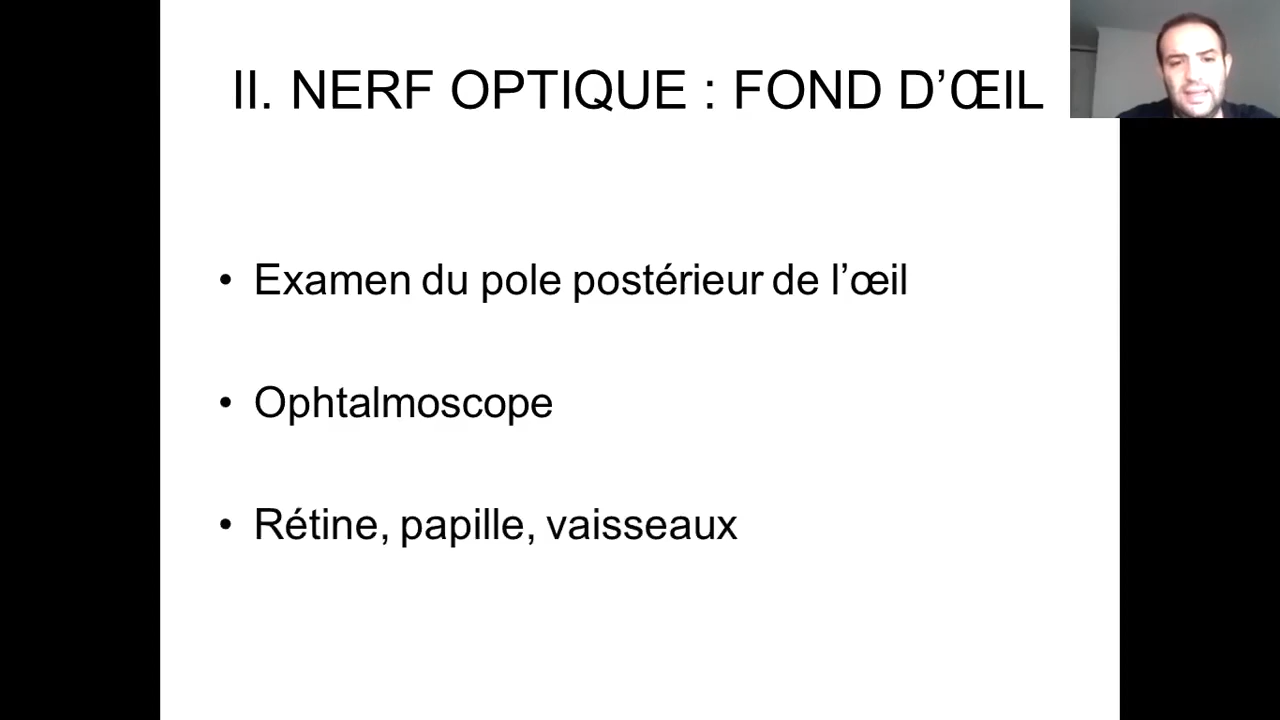 II. NERF OPTIQUE : FOND D’ŒIL
• Examen du pole postérieur de l’œil
• Ophtalmoscope
• Rétine, papille, vaisseaux